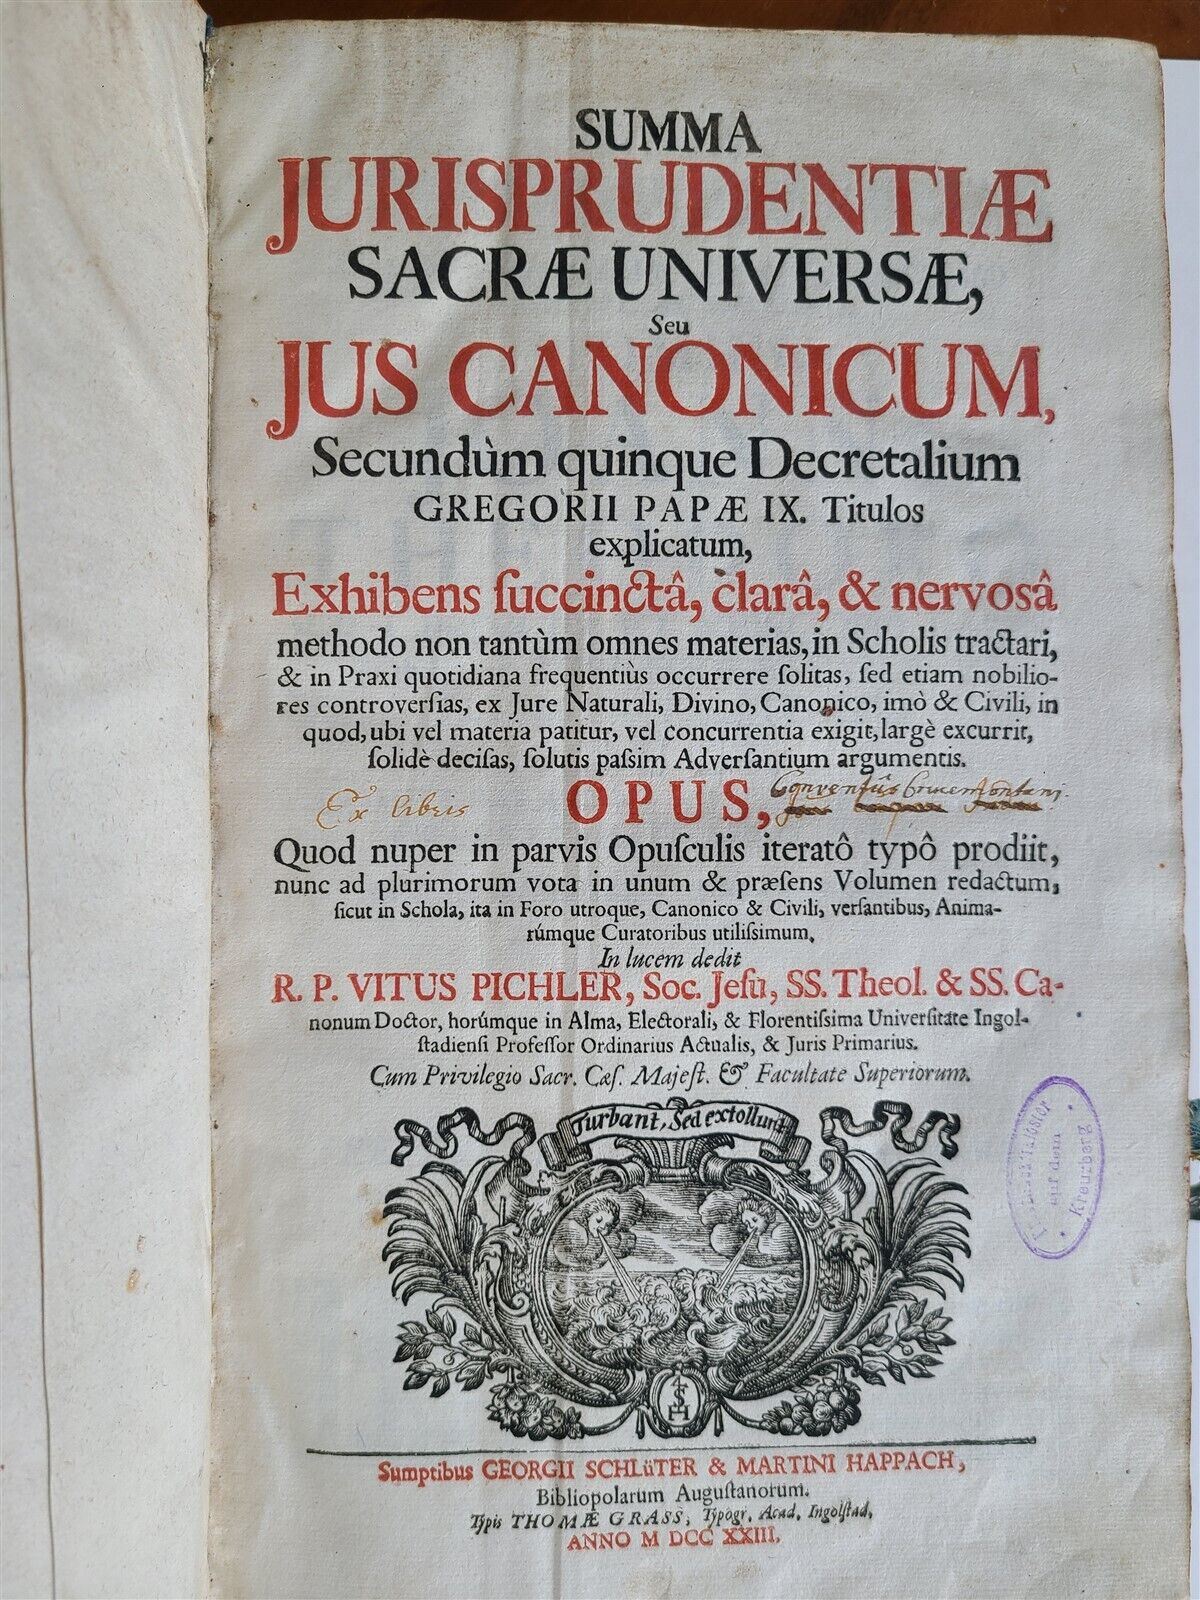 SUMMA
JURISPRUDENTIÆ
SACRÆ UNIVERSÆ,
Seu
JUS CANONICUM,
Secundùm quinque Decretalium
GREGORII PAPÆ IX. Titulos
explicatum,
Exhibens ſuccinctâ, clarâ, & nervosâ
methodo non tantùm omnes materias, in Scholis tractari,
& in Praxi quotidiana frequentiùs occurrere ſolitas, ſed etiam nobilio-
res controverſias, ex Jure Naturali, Divino, Canonico, imò & Civili, in
quod, ubi vel materia patitur, vel concurrentia exigit, largè excurrit,
ſolidè deciſas, ſolutis paſsim Adverſantium argumentis.
Ex libris OPUS, Conventûs
Quod nuper in parvis Opuſculis iteratô typô prodiit,
nunc ad plurimorum vota in unum & præſens Volumen redactum,
ſicut in Schola, ita in Foro utroque, Canonico & Civili, verſantibus, Anima-
rúmque Curatoribus utiliſsimum,
In lucem dedit
R. P. VITUS PICHLER, Soc. Jeſu, SS. Theol. & SS. Ca-
nonum Doctor, horúmque in Alma, Electorali, & Florentiſsima Univerſitate Ingol-
ſtadienſi Profeſſor Ordinarius Actualis, & Juris Primarius.
Cum Privilegio Sacr. Cæſ. Majeſt. & Facultate Superiorum.
Turbant, Sed extollunt
auf dem
Kreuzberg
Sumptibus GEORGII SCHLüTER & MARTINI HAPPACH,
Bibliopolarum Auguſtanorum.
Typis THOMÆ GRASS, Typogr. Acad. Ingolſtad,
ANNO M DCC XXIII.